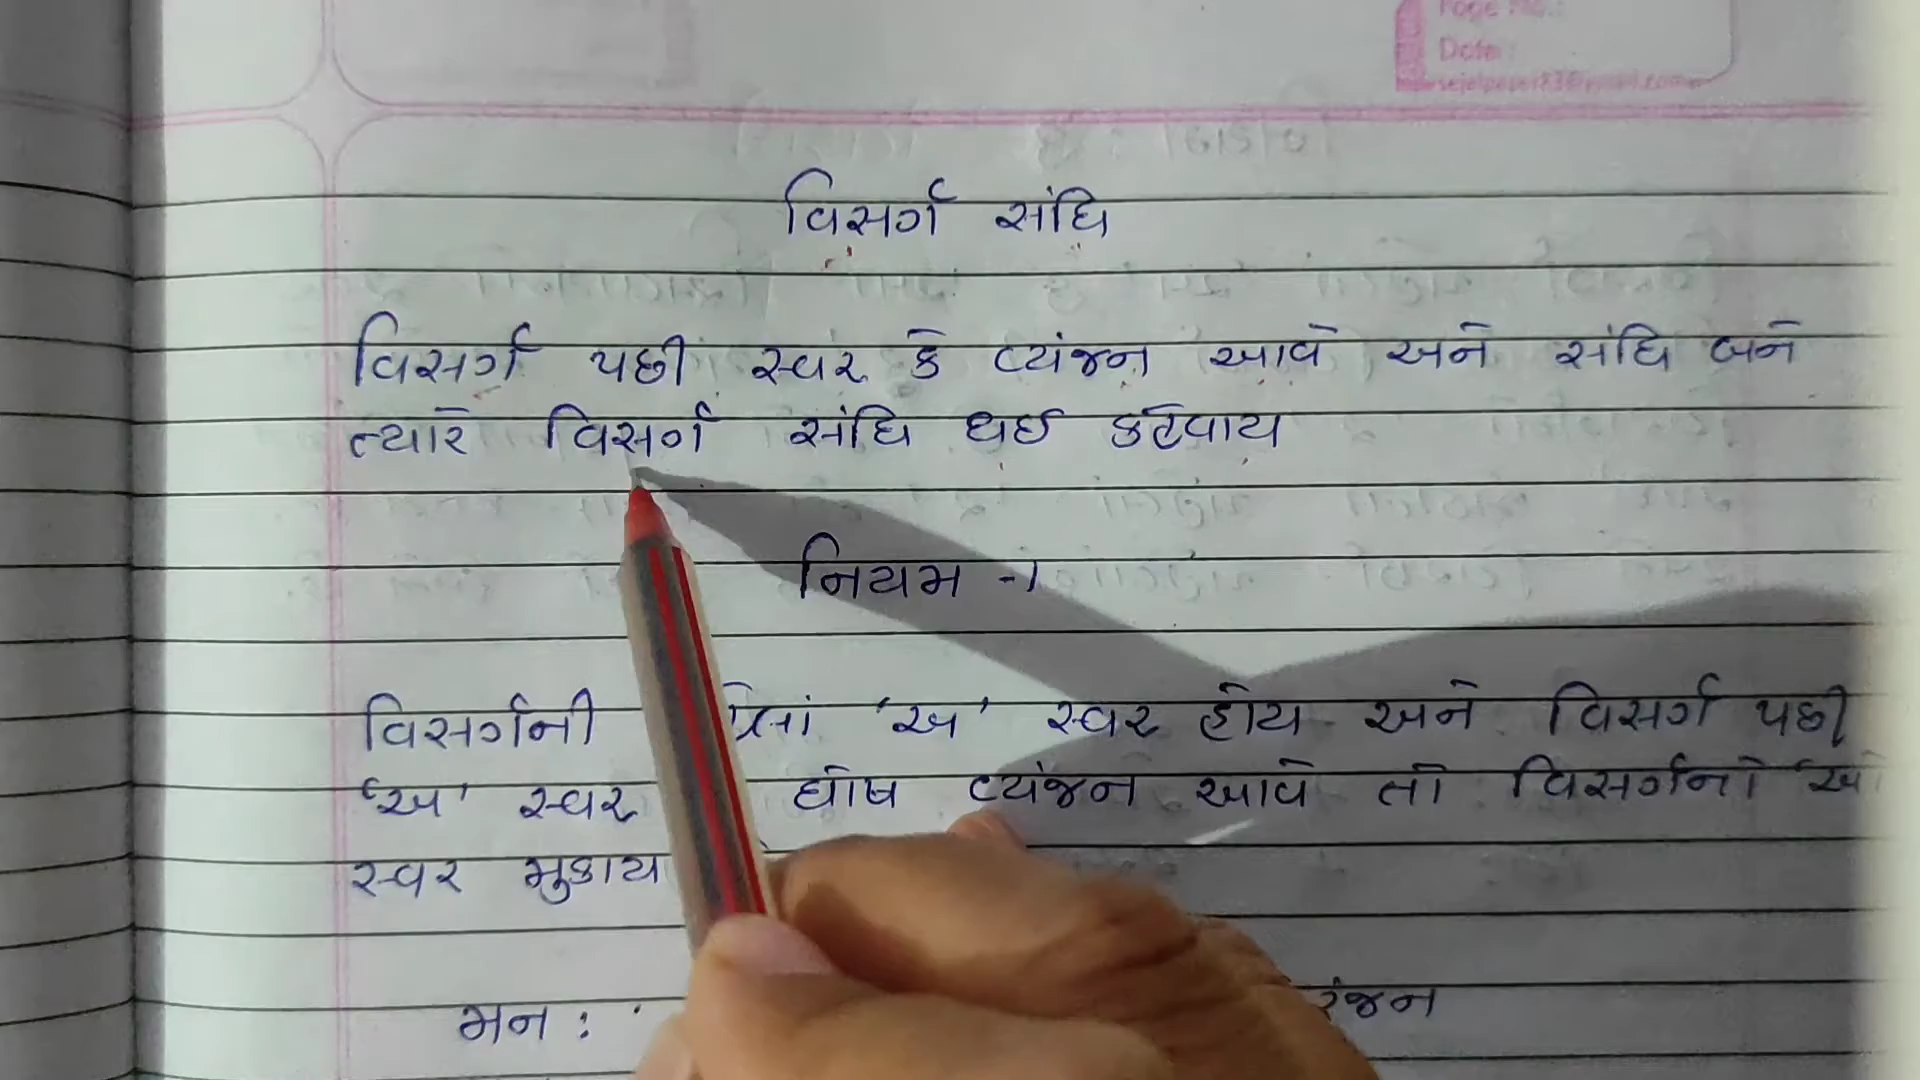 Page No.:
Date :
વિસર્ગ સંધિ
વિસર્ગ પછી સ્વર કે વ્યંજન આવે અને સંધિ બને
ત્યારે વિસર્ગ સંધિ થઈ કહેવાય
નિયમ -1
વિસર્ગની સ્વર હોય અને વિસર્ગ પછી
'અ' સ્વર ઘોષ વ્યંજન આવે તો વિસર્ગનો
સ્વર મુકાય
મન : રંજન